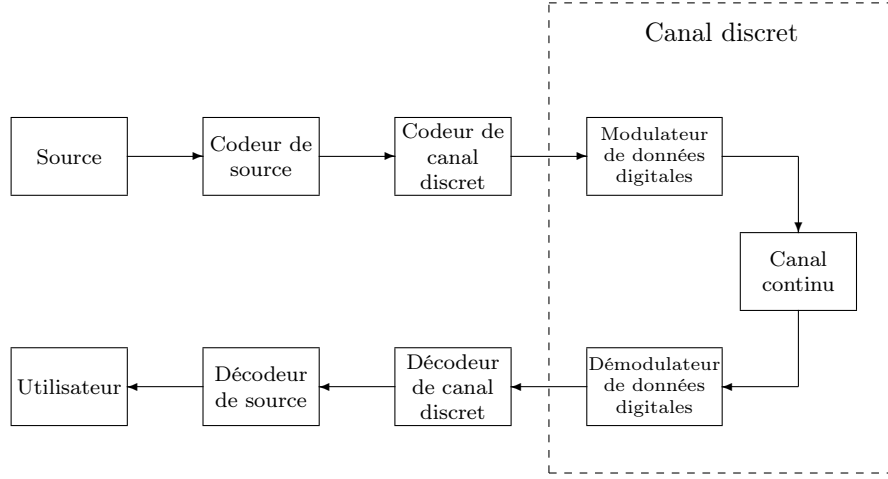 Canal discret
Source
Codeur de
source
Codeur de
canal
discret
Modulateur
de données
digitales
Canal
continu
Utilisateur
Décodeur
de source
Décodeur
de canal
discret
Démodulateur
de données
digitales